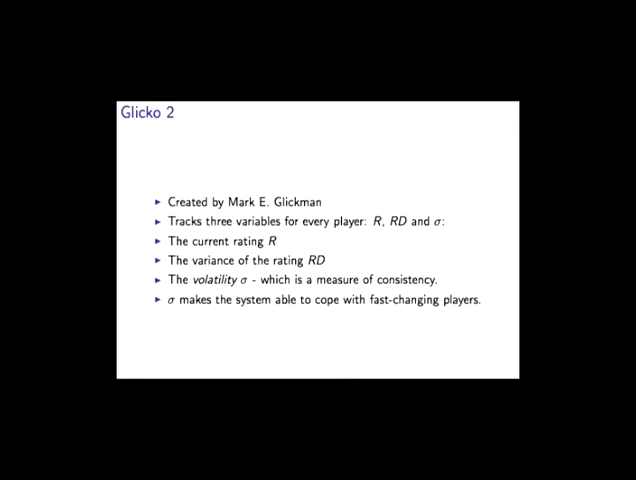 Glicko 2
▶ Created by Mark E. Glickman
▶ Tracks three variables for every player: R, RD and σ:
▶ The current rating R
▶ The variance of the rating RD
▶ The volatility σ - which is a measure of consistency.
▶ σ makes the system able to cope with fast-changing players.